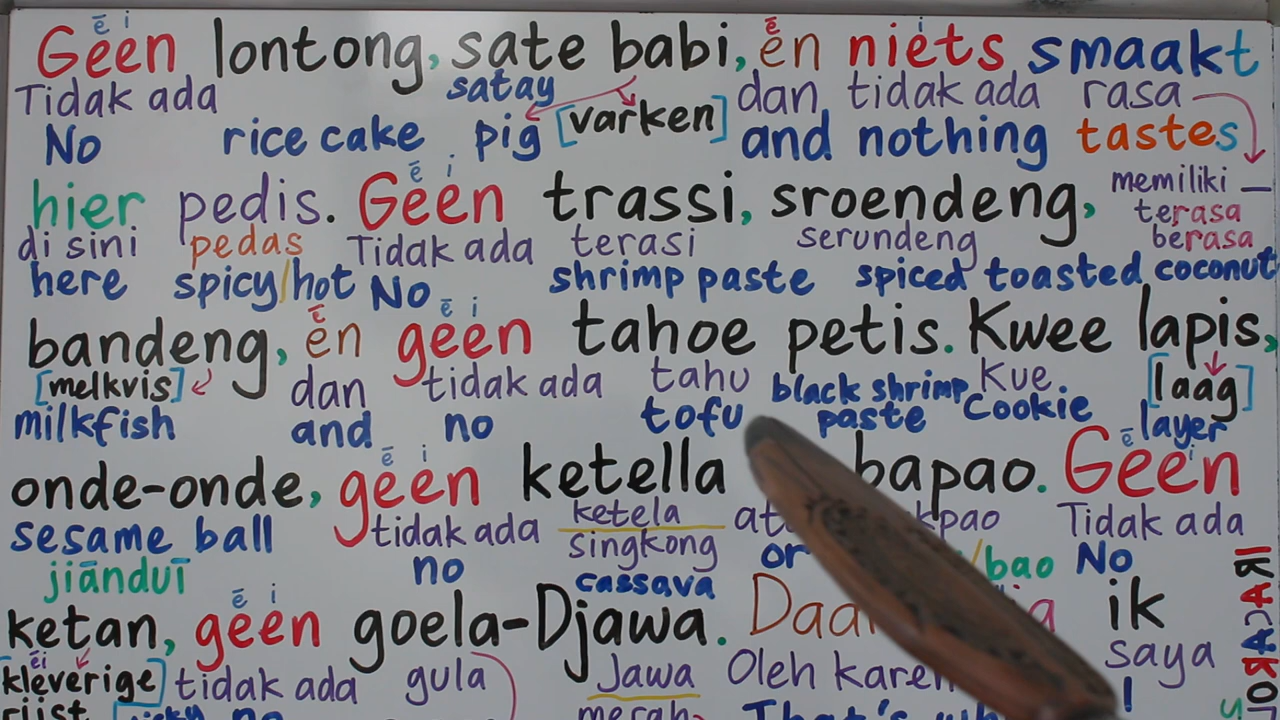 ē i ē i
Geen lontong, sate babi, en niets smaakt
Tidak ada satay dan tidak ada rasa
No rice cake pig [varken] and nothing tastes
ē i
hier pedis. Geen trassi, sroendeng, memiliki
di sini pedas Tidak ada terasi serundeng terasa berasa
here spicy/hot No shrimp paste spiced toasted coconut
ē ē i
bandeng, en geen tahoe petis. Kwee lapis,
[melkvis] dan tidak ada tahu black shrimp paste Kue [laag]
milkfish and no tofu Cookie layer
ē i ē i
onde-onde, geen ketella bapao. Geen
sesame ball tidak ada ketela Tidak ada
jiānduī no singkong or /bao No
cassava
ē i
ketan, geen goela-Djawa. ik
[kleverige tidak ada gula Jawa Oleh saya
rijst no merah I